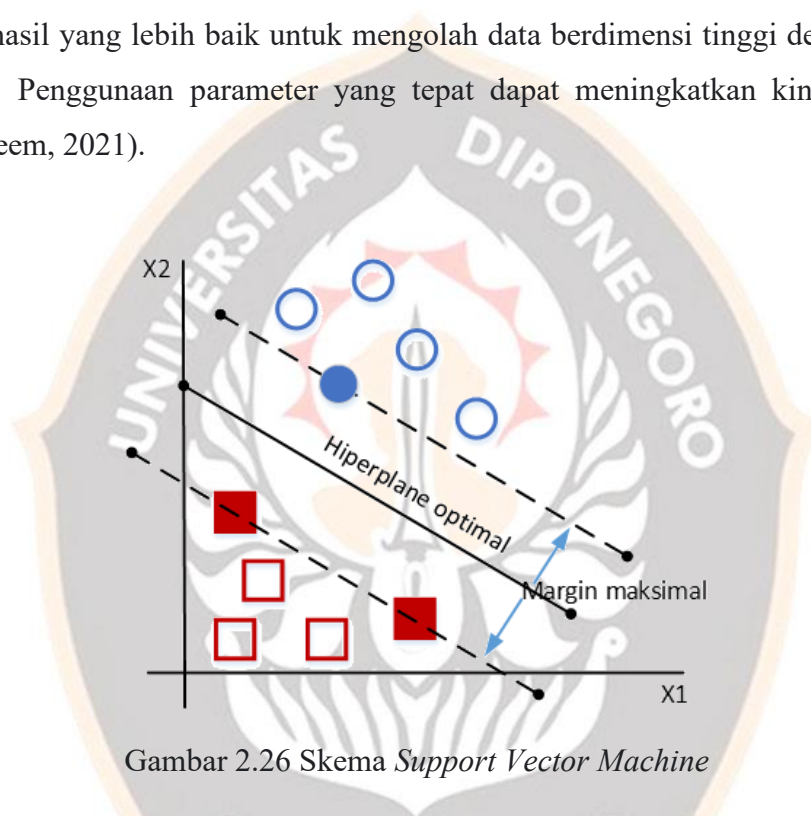 hasil yang lebih baik untuk mengolah data berdimensi tinggi de
Penggunaan parameter yang tepat dapat meningkatkan kin
eem, 2021).
UNIVERSITAS DIPONEGORO
X2
Hiperplane optimal
Margin maksimal
X1
Gambar 2.26 Skema Support Vector Machine